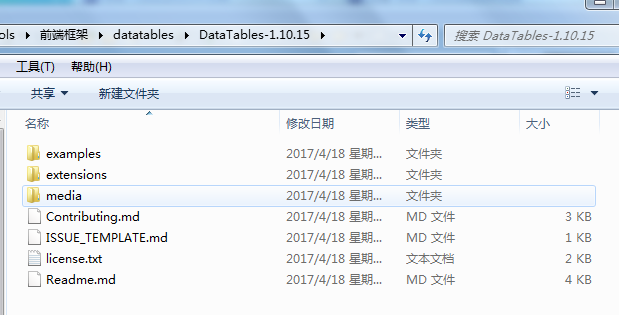 ols ▸ 前端框架 ▸ datatables ▸ DataTables-1.10.15 ▸ 搜索 DataTables-1.10.15
工具(T) 帮助(H)
共享 新建文件夹
名称 修改日期 类型 大小
examples 2017/4/18 星期... 文件夹
extensions 2017/4/18 星期... 文件夹
media 2017/4/18 星期... 文件夹
Contributing.md 2017/4/18 星期... MD 文件 3 KB
ISSUE_TEMPLATE.md 2017/4/18 星期... MD 文件 1 KB
license.txt 2017/4/18 星期... 文本文档 2 KB
Readme.md 2017/4/18 星期... MD 文件 4 KB